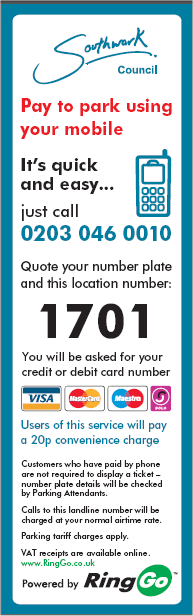 Southwark
Council
Pay to park using
your mobile
It's quick
and easy...
just call
0203 046 0010
Quote your number plate
and this location number:
1701
You will be asked for your
credit or debit card number
VISA MasterCard Maestro SOLO
Users of this service will pay
a 20p convenience charge
Customers who have paid by phone
are not required to display a ticket –
number plate details will be checked
by Parking Attendants.
Calls to this landline number will be
charged at your normal airtime rate.
Parking tariff charges apply.
VAT receipts are available online.
www.RingGo.co.uk
Powered by RingGo